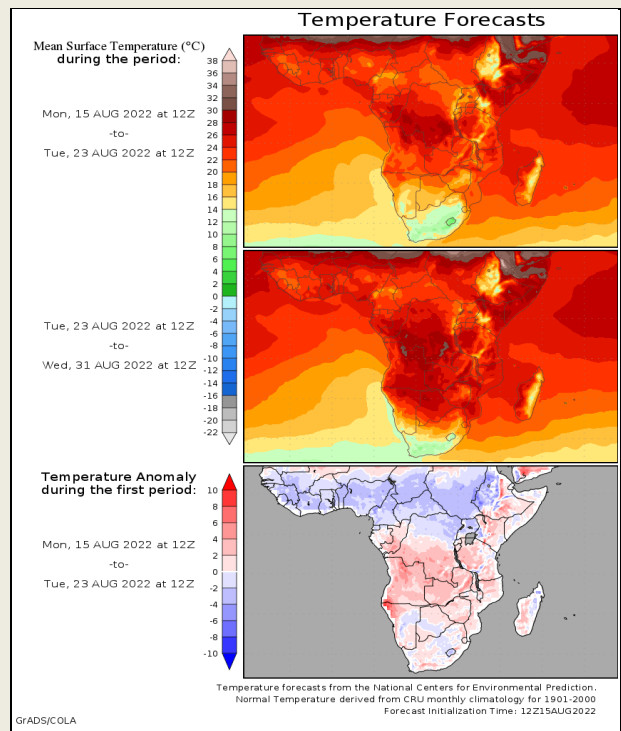 Temperature Forecasts
Mean Surface Temperature (°C)
during the period:
Mon, 15 AUG 2022 at 12Z
-to-
Tue, 23 AUG 2022 at 12Z
38
36
34
32
30
28
26
24
22
20
18
16
14
12
10
8
6
4
2
0
-2
-4
-6
-8
-10
-12
-14
-16
-18
-20
-22
Tue, 23 AUG 2022 at 12Z
-to-
Wed, 31 AUG 2022 at 12Z
Temperature Anomaly
during the first period:
Mon, 15 AUG 2022 at 12Z
-to-
Tue, 23 AUG 2022 at 12Z
10
8
6
4
2
0
-2
-4
-6
-8
-10
Temperature forecasts from the National Centers for Environmental Prediction.
Normal Temperature derived from CRU monthly climatology for 1901-2000
Forecast Initialization Time: 12Z15AUG2022
GrADS/COLA